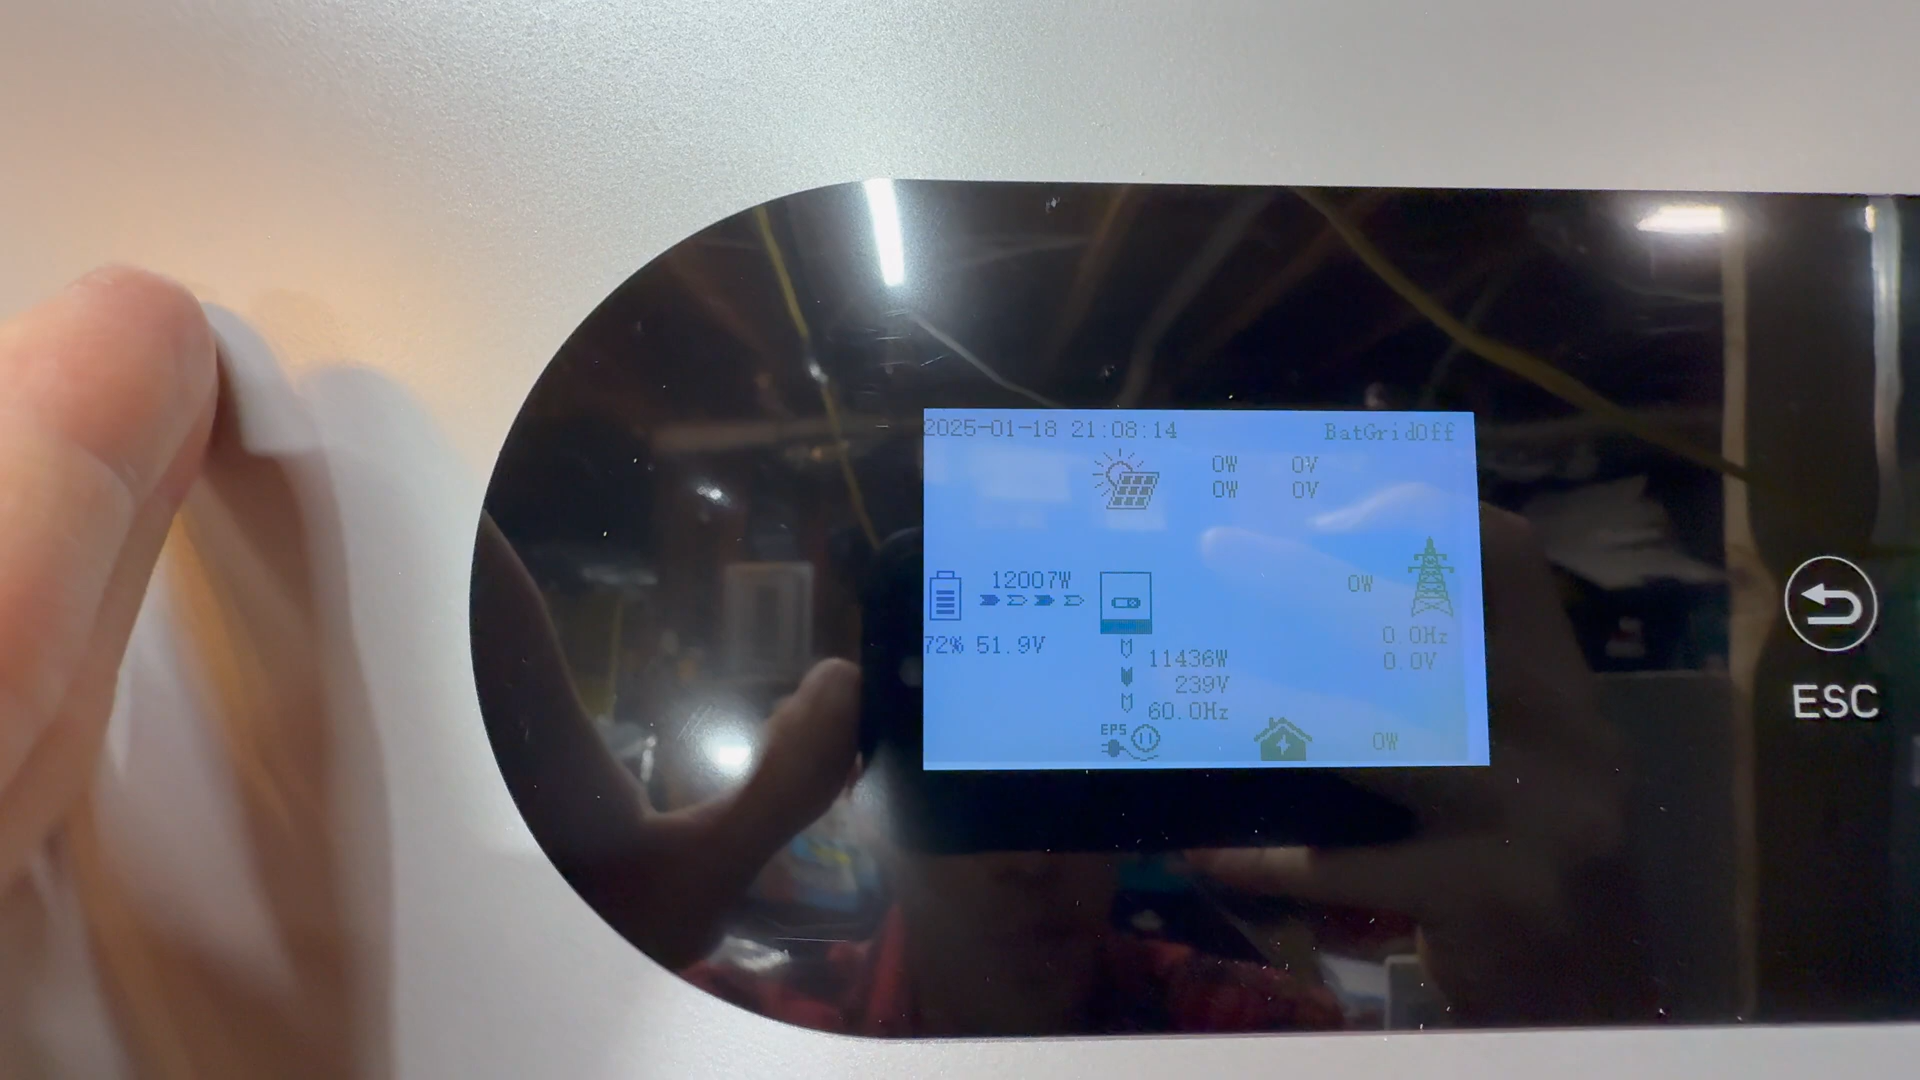 2025-01-18 21:08:14 BatGridOff
0W 0V
0W 0V
12007W
0W
72% 51.9V
0.0Hz
0.0V
11436W
239V
60.0Hz
EPS
0W
ESC